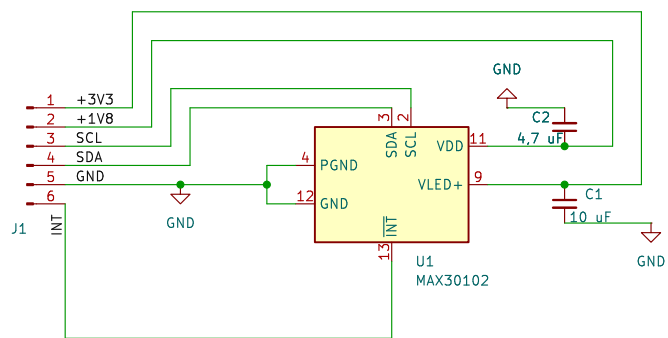 GND
1 +3V3
2 +1V8
3 SCL
4 SDA
5 GND
6
J1
INT
GND
C2
4,7 uF
3 SDA
2 SCL
4 PGND
12 GND
VDD 11
VLED+ 9
INT 13
U1
MAX30102
C1
10 uF
GND